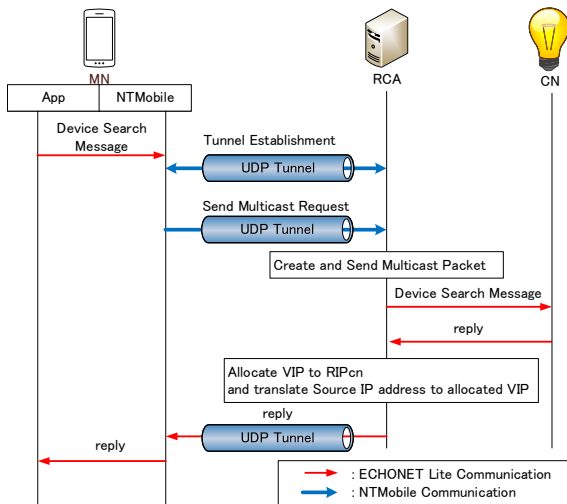 MN
RCA
CN
App
NTMobile
Device Search
Message
Tunnel Establishment
UDP Tunnel
Send Multicast Request
UDP Tunnel
Create and Send Multicast Packet
Device Search Message
reply
Allocate VIP to RIPcn
and translate Source IP address to allocated VIP
reply
UDP Tunnel
reply
: ECHONET Lite Communication
: NTMobile Communication